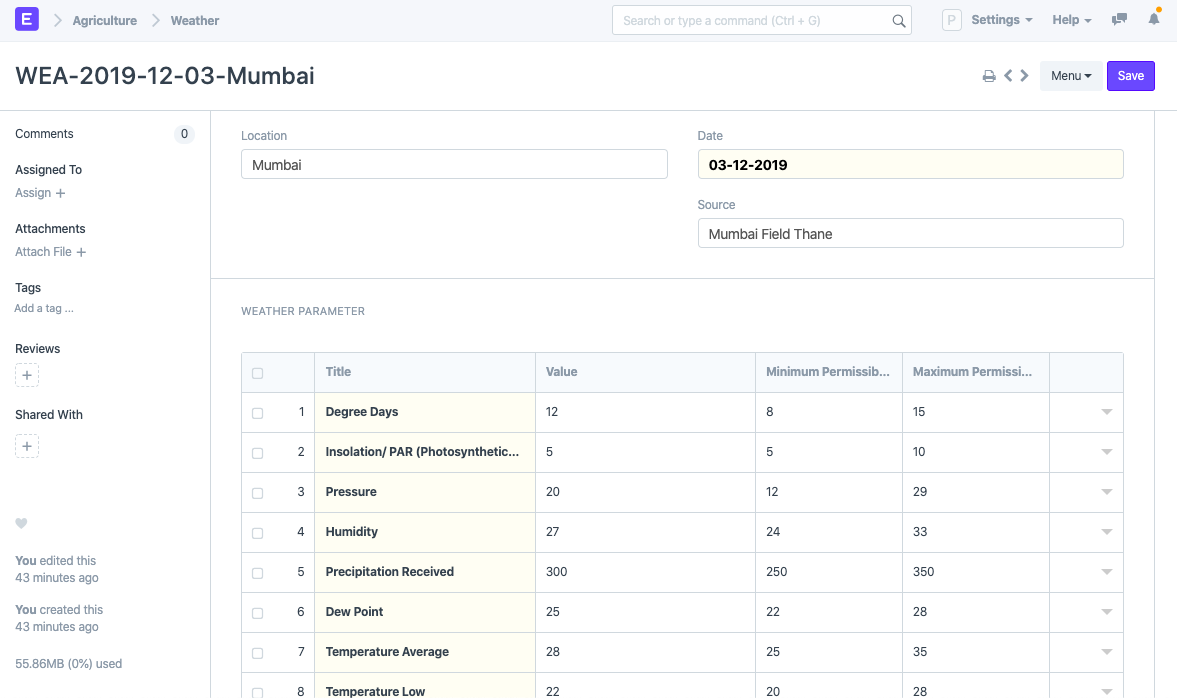 E Agriculture Weather Search or type a command (Ctrl + G) P Settings Help
WEA-2019-12-03-Mumbai Menu Save
Comments 0
Assigned To
Assign +
Attachments
Attach File +
Tags
Add a tag ...
Reviews
+
Shared With
+
You edited this
43 minutes ago
You created this
43 minutes ago
55.86MB (0%) used
Location
Mumbai
Date
03-12-2019
Source
Mumbai Field Thane
WEATHER PARAMETER
Title Value Minimum Permissib... Maximum Permissi...
1 Degree Days 12 8 15
2 Insolation/ PAR (Photosynthetic... 5 5 10
3 Pressure 20 12 29
4 Humidity 27 24 33
5 Precipitation Received 300 250 350
6 Dew Point 25 22 28
7 Temperature Average 28 25 35
8 Temperature Low 22 20 28